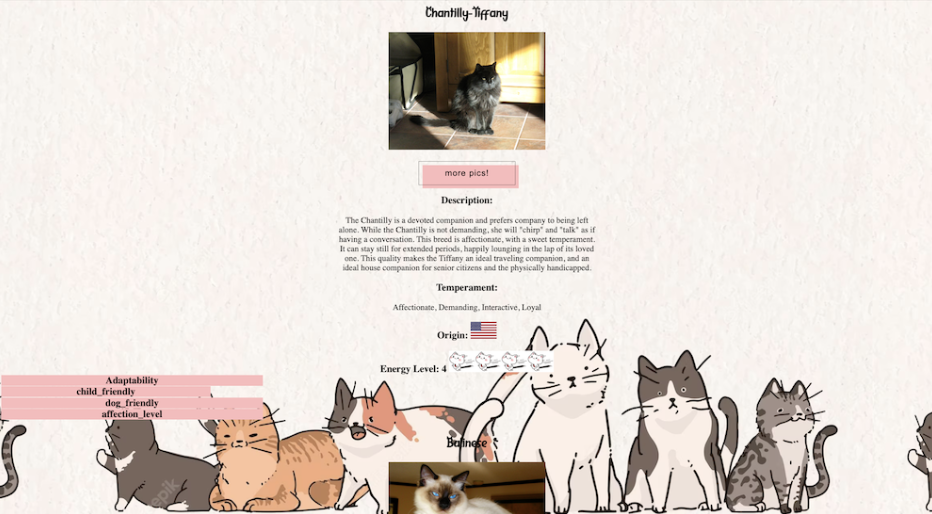 Chantilly-Tiffany
more pics!
Description:
The Chantilly is a devoted companion and prefers company to being left
alone. While the Chantilly is not demanding, she will "chirp" and "talk" as if
having a conversation. This breed is affectionate, with a sweet temperament.
It can stay still for extended periods, happily lounging in the lap of its loved
one. This quality makes the Tiffany an ideal traveling companion, and an
ideal house companion for senior citizens and the physically handicapped.
Temperament:
Affectionate, Demanding, Interactive, Loyal
Origin:
Energy Level: 4
Adaptability
child_friendly
dog_friendly
affection_level
Balinese